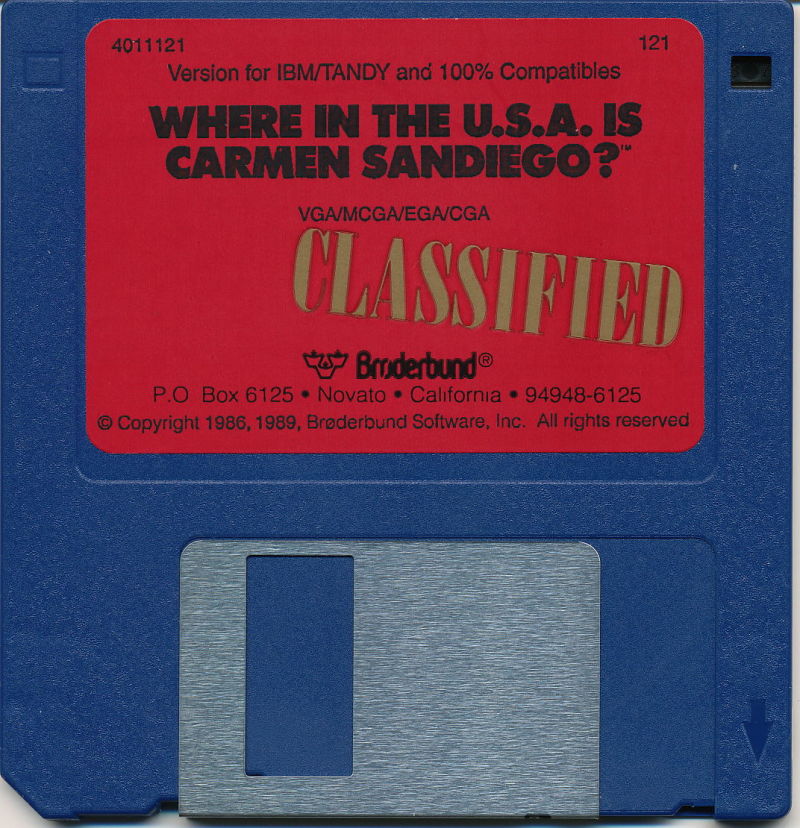 4011121 121
Version for IBM/TANDY and 100% Compatibles
WHERE IN THE U.S.A. IS
CARMEN SANDIEGO?™
VGA/MCGA/EGA/CGA
CLASSIFIED
Brøderbund®
P.O Box 6125 • Novato • California • 94948-6125
© Copyright 1986, 1989, Brøderbund Software, Inc. All rights reserved